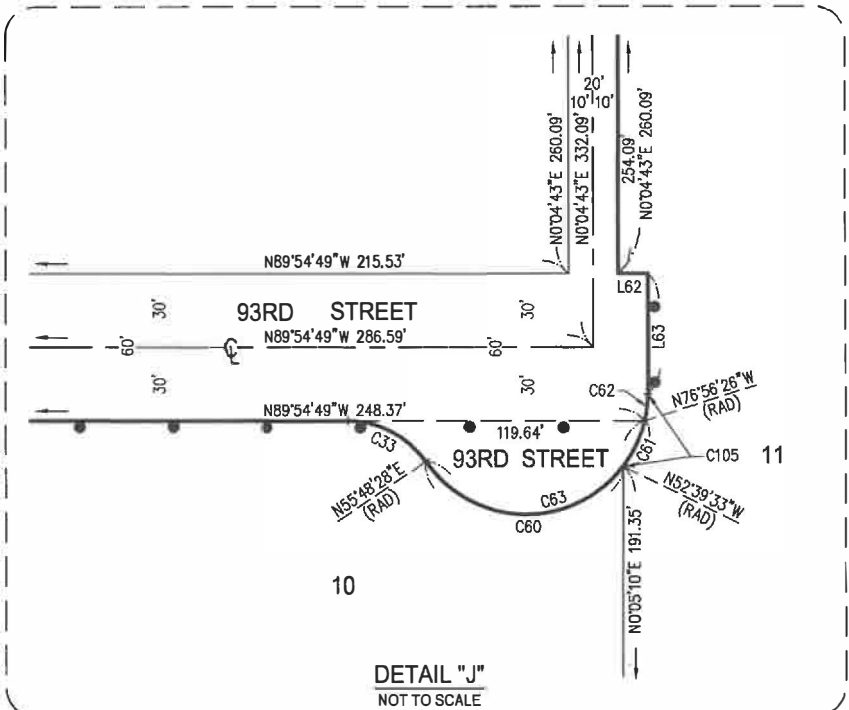 20'
10' 10'
N0°04'43"E 260.09'
N0°04'43"E 332.09'
254.09'
N0°04'43"E 260.09'
N89°54'49"W 215.53'
L62
30'
93RD STREET
30'
L63
N89°54'49"W 286.59'
60'
℄
60'
30'
30'
C62
N76°56'26"W
(RAD)
N89°54'49"W 248.37'
119.64'
C33
C61
93RD STREET
C105
11
N55°48'28"E
(RAD)
C63
N52°39'33"W
(RAD)
C60
N0°05'10"E 191.35'
10
DETAIL "J"
NOT TO SCALE